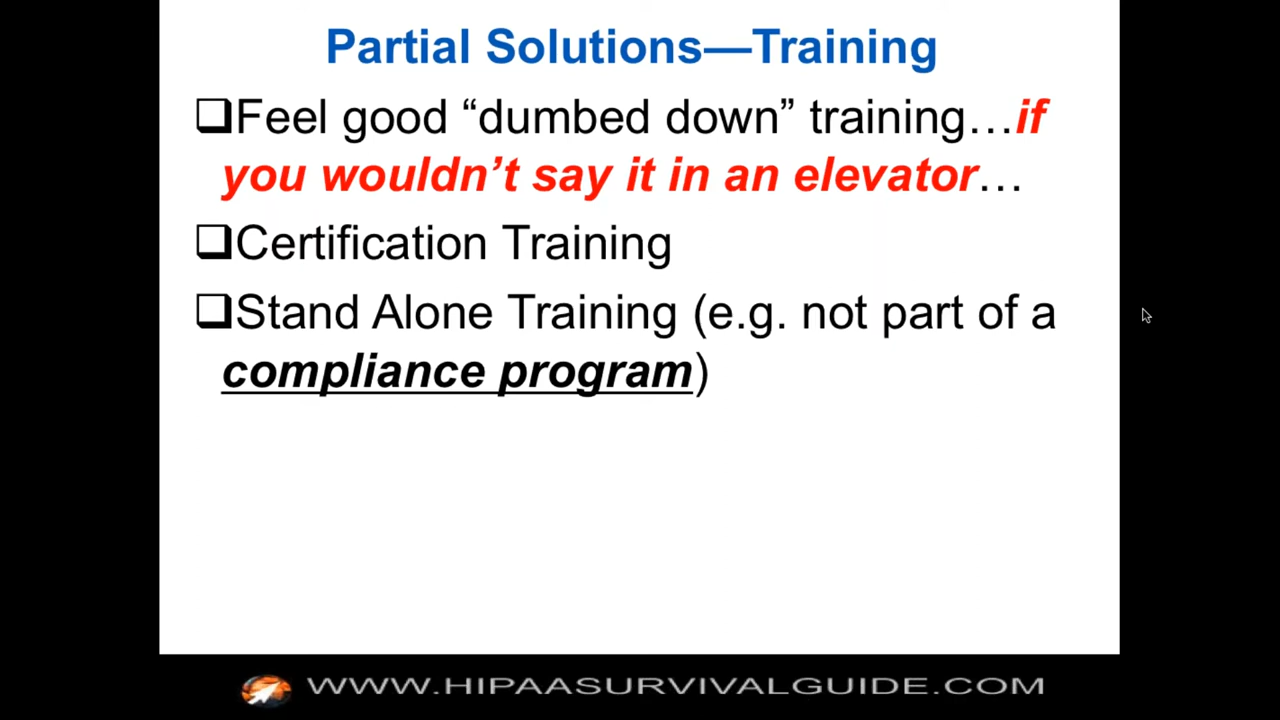 Partial Solutions—Training
❑Feel good “dumbed down” training…if
you wouldn’t say it in an elevator…
❑Certification Training
❑Stand Alone Training (e.g. not part of a
compliance program)
WWW.HIPAASURVIVALGUIDE.COM